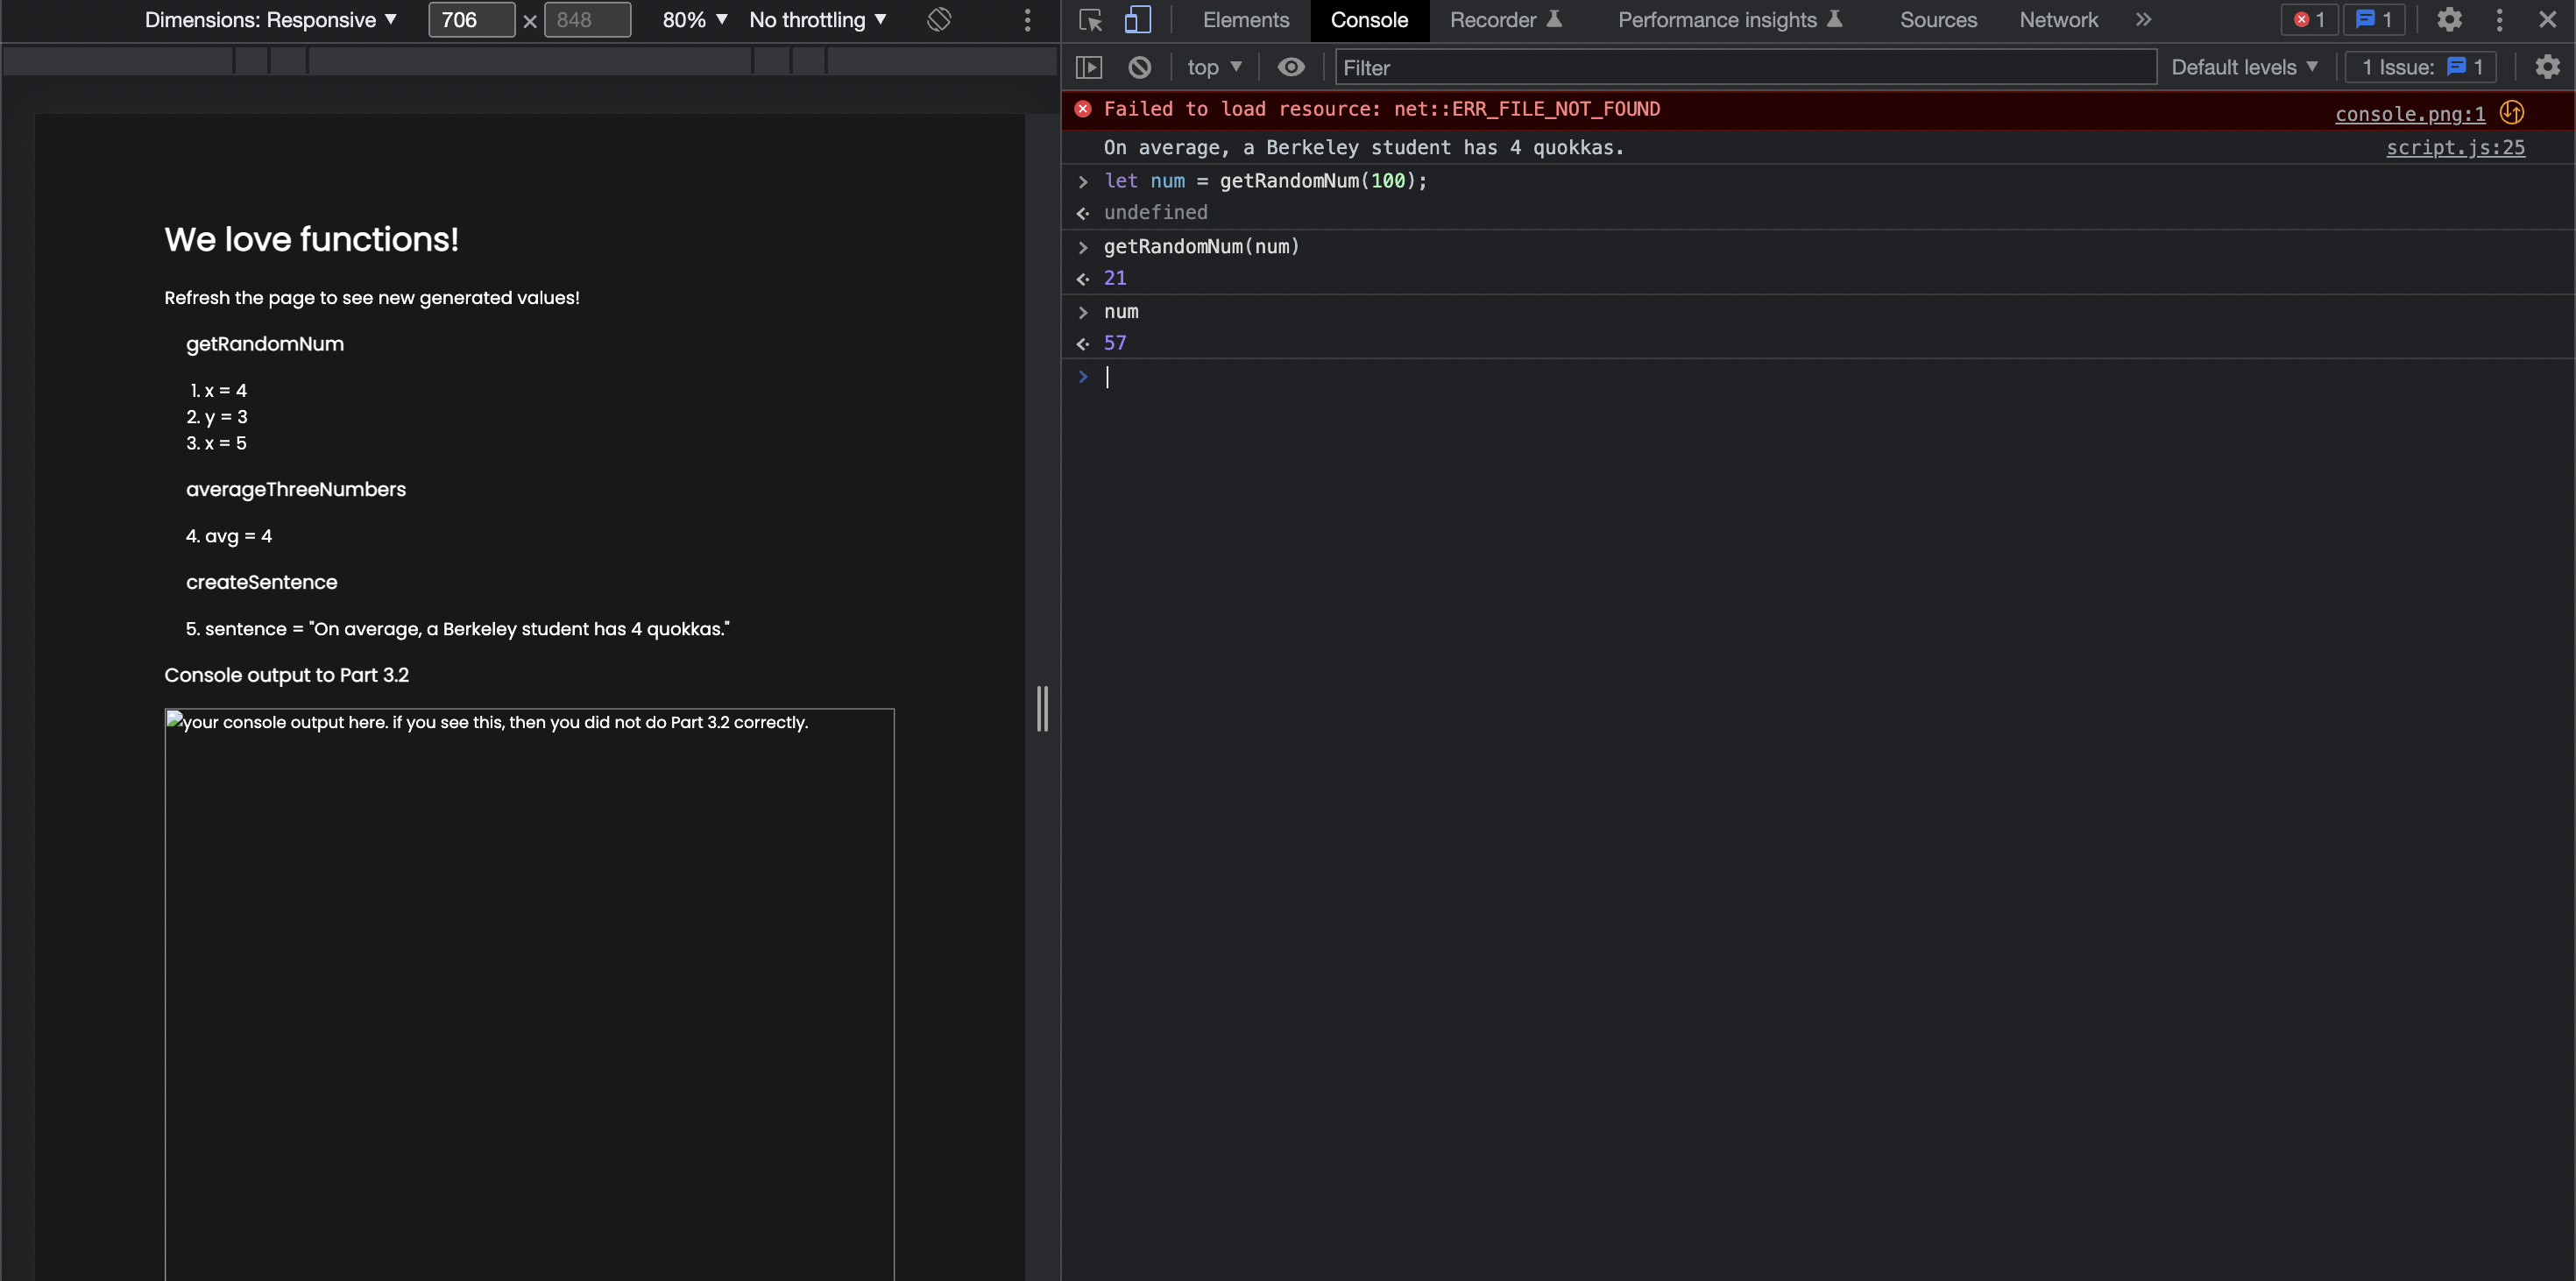 Dimensions: Responsive ▼ 706 × 848 80% ▼ No throttling ▼
We love functions!
Refresh the page to see new generated values!
getRandomNum
1. x = 4
2. y = 3
3. x = 5
averageThreeNumbers
4. avg = 4
createSentence
5. sentence = "On average, a Berkeley student has 4 quokkas."
Console output to Part 3.2
your console output here. if you see this, then you did not do Part 3.2 correctly.
Elements Console Recorder Performance insights Sources Network » 1 1
top ▼ Filter Default levels ▼ 1 Issue: 1
Failed to load resource: net::ERR_FILE_NOT_FOUND console.png:1
On average, a Berkeley student has 4 quokkas. script.js:25
> let num = getRandomNum(100);
undefined
> getRandomNum(num)
21
> num
57
>